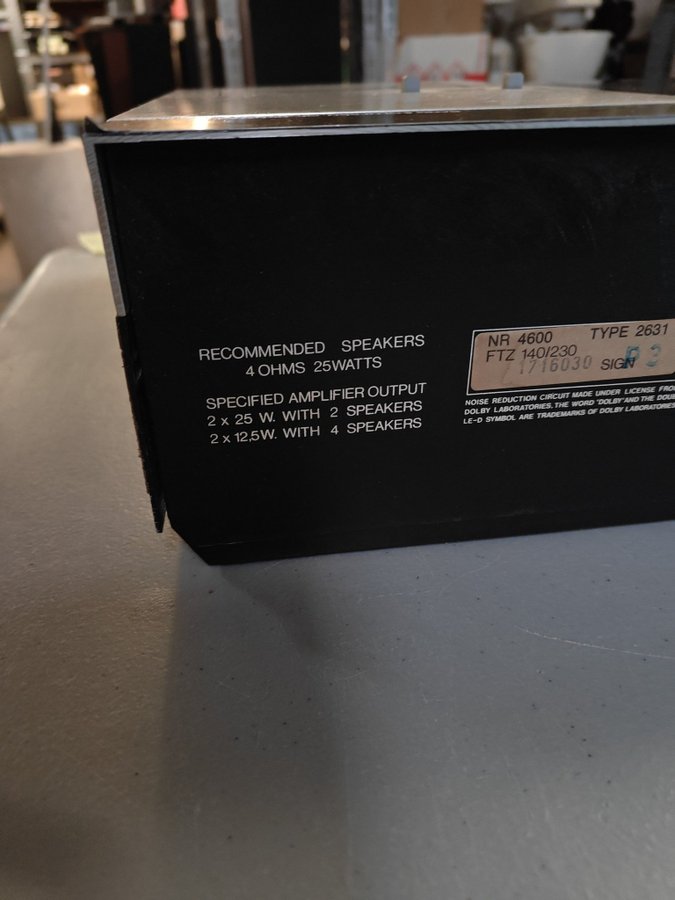 RECOMMENDED SPEAKERS
4 OHMS 25WATTS
SPECIFIED AMPLIFIER OUTPUT
2 x 25 W. WITH 2 SPEAKERS
2 x 12.5W. WITH 4 SPEAKERS
NR 4600 TYPE 2631
FTZ 140/230
1716030 SIGN
NOISE REDUCTION CIRCUIT MADE UNDER LICENSE FROM
DOLBY LABORATORIES. THE WORD "DOLBY" AND THE DOUB
LE-D SYMBOL ARE TRADEMARKS OF DOLBY LABORATORIES